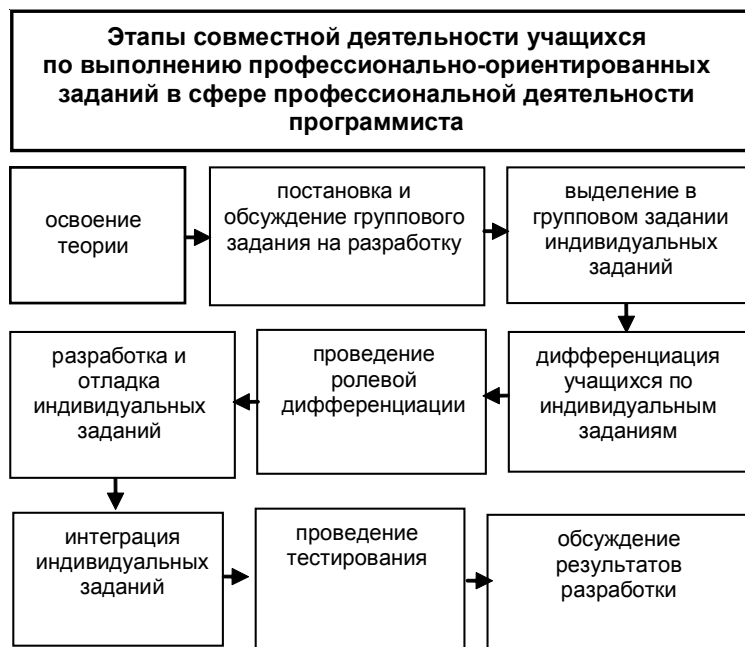 Этапы совместной деятельности учащихся
по выполнению профессионально-ориентированных
заданий в сфере профессиональной деятельности
программиста
освоение
теории
постановка и
обсуждение группового
задания на разработку
выделение в
групповом задании
индивидуальных
заданий
дифференциация
учащихся по
индивидуальным
заданиям
проведение
ролевой
дифференциации
разработка и
отладка
индивидуальных
заданий
интеграция
индивидуальных
заданий
проведение
тестирования
обсуждение
результатов
разработки